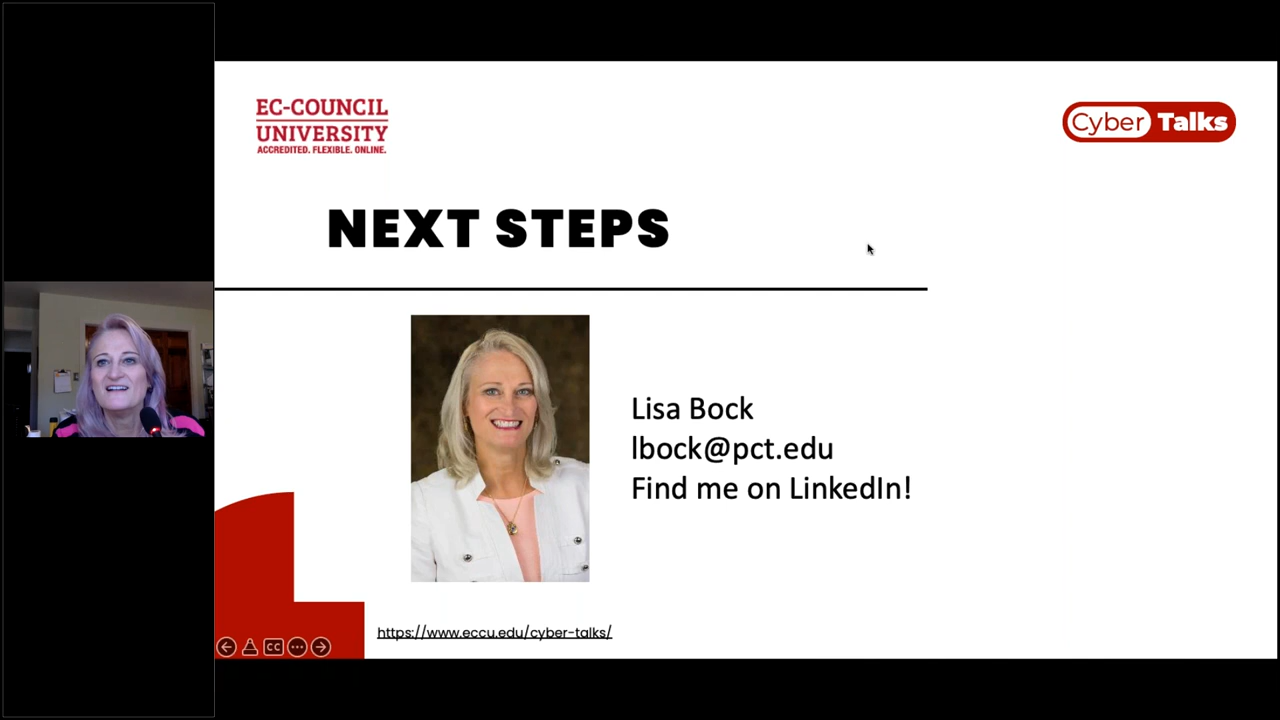 EC-COUNCIL
UNIVERSITY
ACCREDITED. FLEXIBLE. ONLINE.
Cyber Talks
NEXT STEPS
Lisa Bock
lbock@pct.edu
Find me on LinkedIn!
https://www.eccu.edu/cyber-talks/
CC